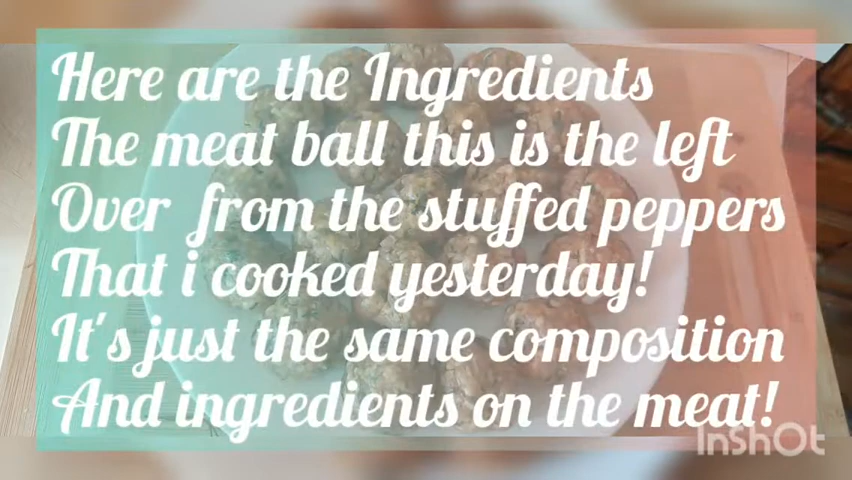 Here are the Ingredients
The meat ball this is the left
Over from the stuffed peppers
That i cooked yesterday!
It's just the same composition
And ingredients on the meat!
InShOt